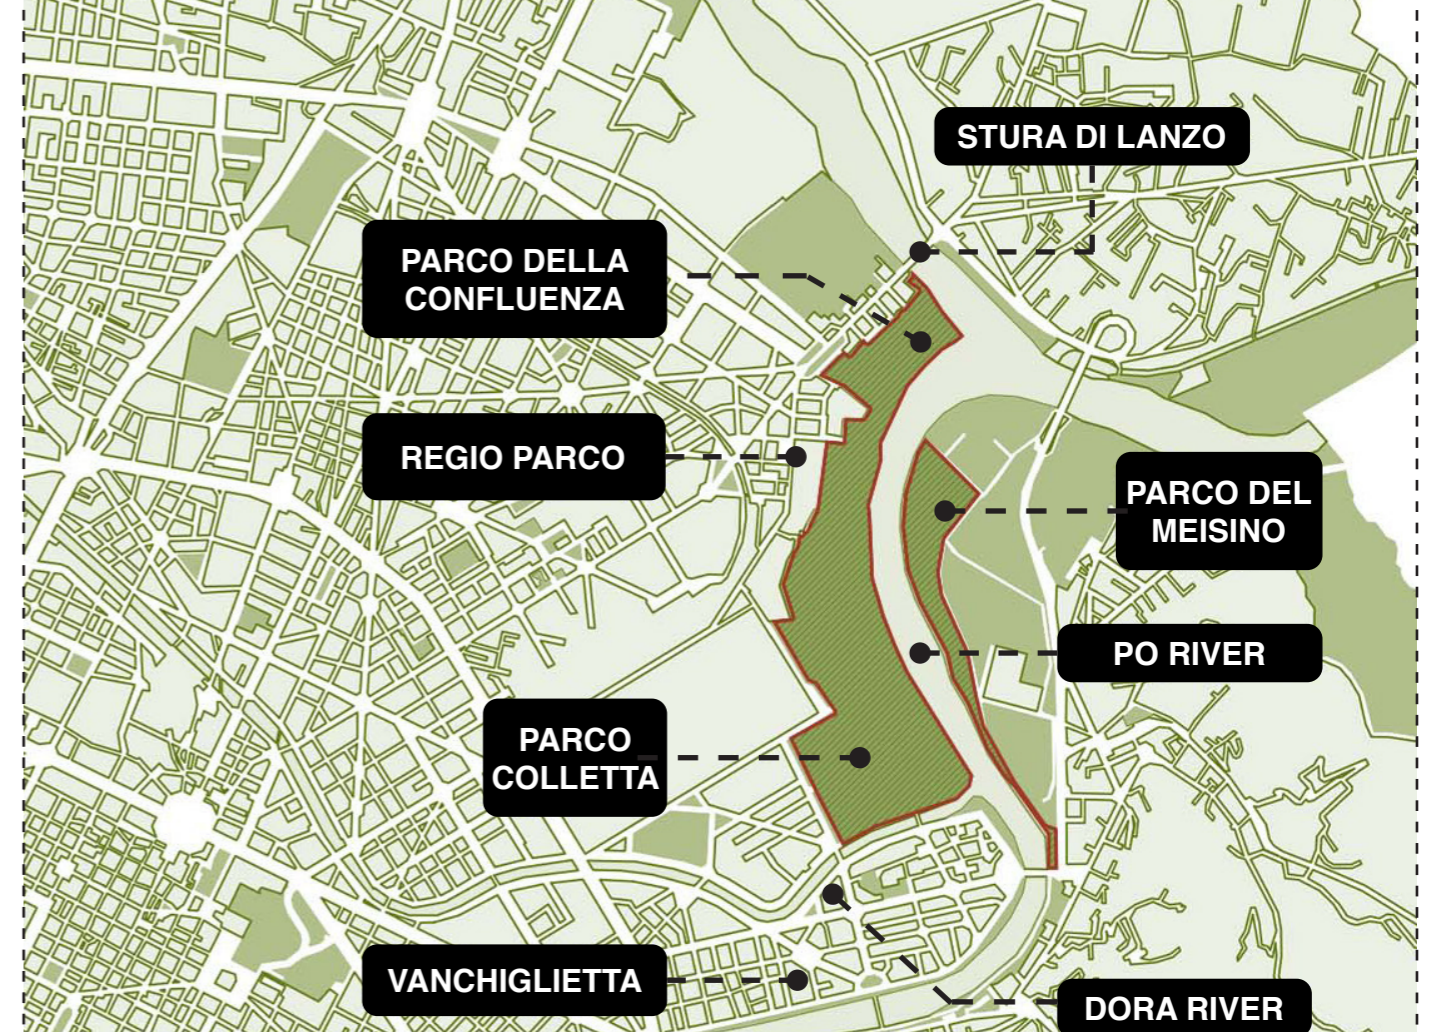 STURA DI LANZO
PARCO DELLA
CONFLUENZA
REGIO PARCO
PARCO DEL
MEISINO
PO RIVER
PARCO
COLLETTA
VANCHIGLIETTA
DORA RIVER